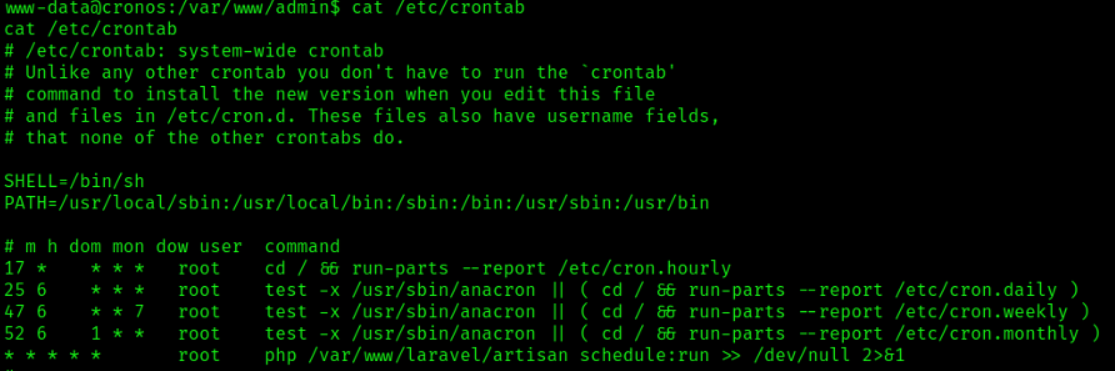 www-data@cronos:/var/www/admin$ cat /etc/crontab
cat /etc/crontab
# /etc/crontab: system-wide crontab
# Unlike any other crontab you don't have to run the `crontab'
# command to install the new version when you edit this file
# and files in /etc/cron.d. These files also have username fields,
# that none of the other crontabs do.

SHELL=/bin/sh
PATH=/usr/local/sbin:/usr/local/bin:/sbin:/bin:/usr/sbin:/usr/bin

# m h dom mon dow user  command
17 *    * * *   root    cd / && run-parts --report /etc/cron.hourly
25 6    * * *   root    test -x /usr/sbin/anacron || ( cd / && run-parts --report /etc/cron.daily )
47 6    * * 7   root    test -x /usr/sbin/anacron || ( cd / && run-parts --report /etc/cron.weekly )
52 6    1 * *   root    test -x /usr/sbin/anacron || ( cd / && run-parts --report /etc/cron.monthly )
* * * * *       root    php /var/www/laravel/artisan schedule:run >> /dev/null 2>&1
#